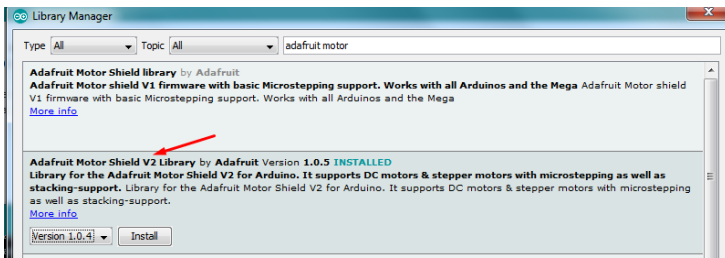 Library Manager
Type All Topic All adafruit motor
Adafruit Motor Shield library by Adafruit
Adafruit Motor shield V1 firmware with basic Microstepping support. Works with all Arduinos and the Mega Adafruit Motor shield
V1 firmware with basic Microstepping support. Works with all Arduinos and the Mega
More info
Adafruit Motor Shield V2 Library by Adafruit Version 1.0.5 INSTALLED
Library for the Adafruit Motor Shield V2 for Arduino. It supports DC motors & stepper motors with microstepping as well as
stacking-support. Library for the Adafruit Motor Shield V2 for Arduino. It supports DC motors & stepper motors with microstepping
as well as stacking-support.
More info
Version 1.0.4 Install